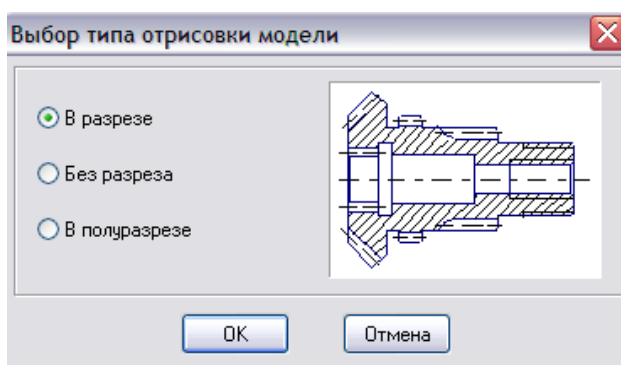 Выбор типа отрисовки модели
В разрезе
Без разреза
В полуразрезе
OK
Отмена